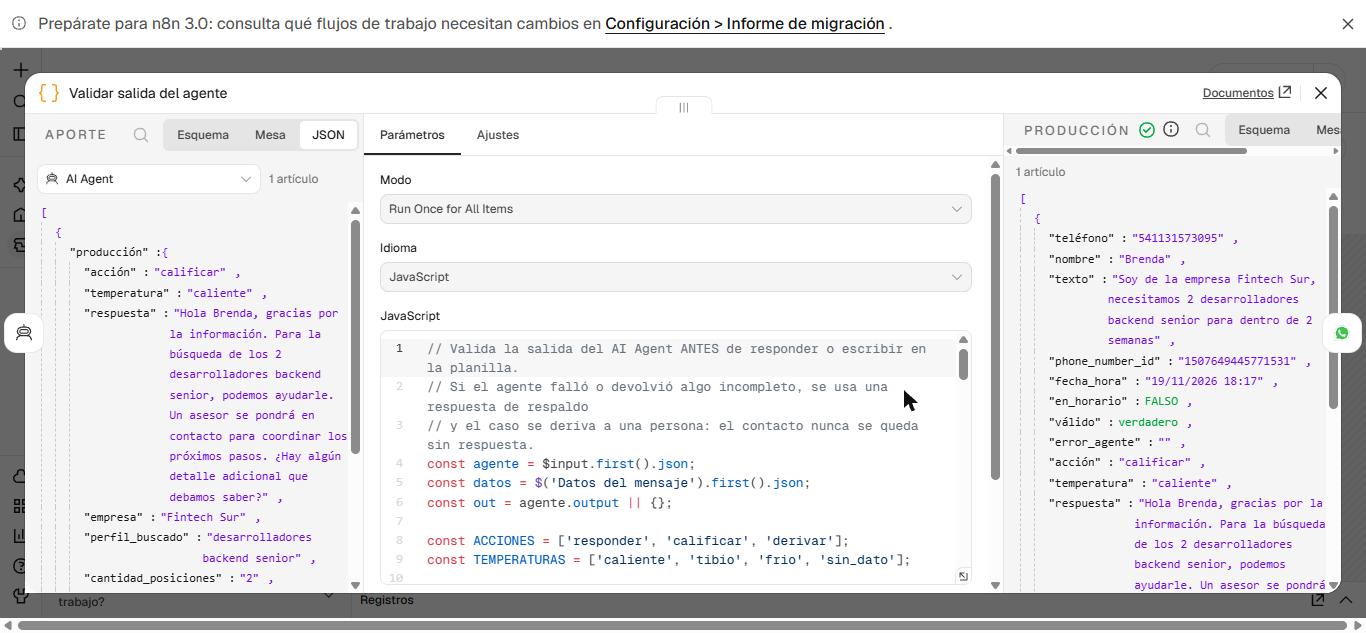 Prepárate para n8n 3.0: consulta qué flujos de trabajo necesitan cambios en Configuración > Informe de migración .
Validar salida del agente
Documentos
APORTE
Esquema
Mesa
JSON
AI Agent
1 artículo
[
{
"producción" :{
"acción" : "calificar" ,
"temperatura" : "caliente" ,
"respuesta" : "Hola Brenda, gracias por
la información. Para la
búsqueda de los 2
desarrolladores backend
senior, podemos ayudarle.
Un asesor se pondrá en
contacto para coordinar los
próximos pasos. ¿Hay algún
detalle adicional que
debamos saber?" ,
"empresa" : "Fintech Sur" ,
"perfil_buscado" : "desarrolladores
backend senior" ,
"cantidad_posiciones" : "2" ,
Parámetros
Ajustes
Modo
Run Once for All Items
Idioma
JavaScript
JavaScript
1 // Valida la salida del AI Agent ANTES de responder o escribir en
la planilla.
2 // Si el agente falló o devolvió algo incompleto, se usa una
respuesta de respaldo
3 // y el caso se deriva a una persona: el contacto nunca se queda
sin respuesta.
4 const agente = $input.first().json;
5 const datos = $('Datos del mensaje').first().json;
6 const out = agente.output || {};
7
8 const ACCIONES = ['responder', 'calificar', 'derivar'];
9 const TEMPERATURAS = ['caliente', 'tibio', 'frio', 'sin_dato'];
10
PRODUCCIÓN
Esquema
Mesa
1 artículo
[
{
"teléfono" : "541131573095" ,
"nombre" : "Brenda" ,
"texto" : "Soy de la empresa Fintech Sur,
necesitamos 2 desarrolladores
backend senior para dentro de 2
semanas" ,
"phone_number_id" : "1507649445771531" ,
"fecha_hora" : "19/11/2026 18:17" ,
"en_horario" : FALSO ,
"válido" : verdadero ,
"error_agente" : "" ,
"acción" : "calificar" ,
"temperatura" : "caliente" ,
"respuesta" : "Hola Brenda, gracias por la
información. Para la búsqueda
de los 2 desarrolladores
backend senior, podemos
ayudarle. Un asesor se pondrá
trabajo?
Registros